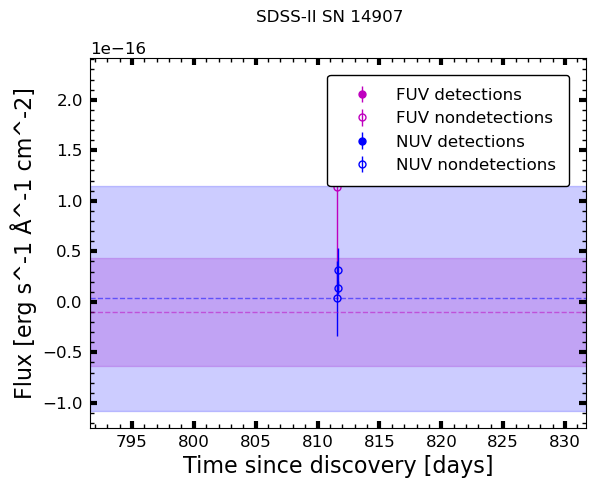 SDSS-II SN 14907
1e−16
FUV detections
FUV nondetections
NUV detections
NUV nondetections
2.0
1.5
1.0
0.5
0.0
−0.5
−1.0
Flux [erg s^-1 Å^-1 cm^-2]
795 800 805 810 815 820 825 830
Time since discovery [days]